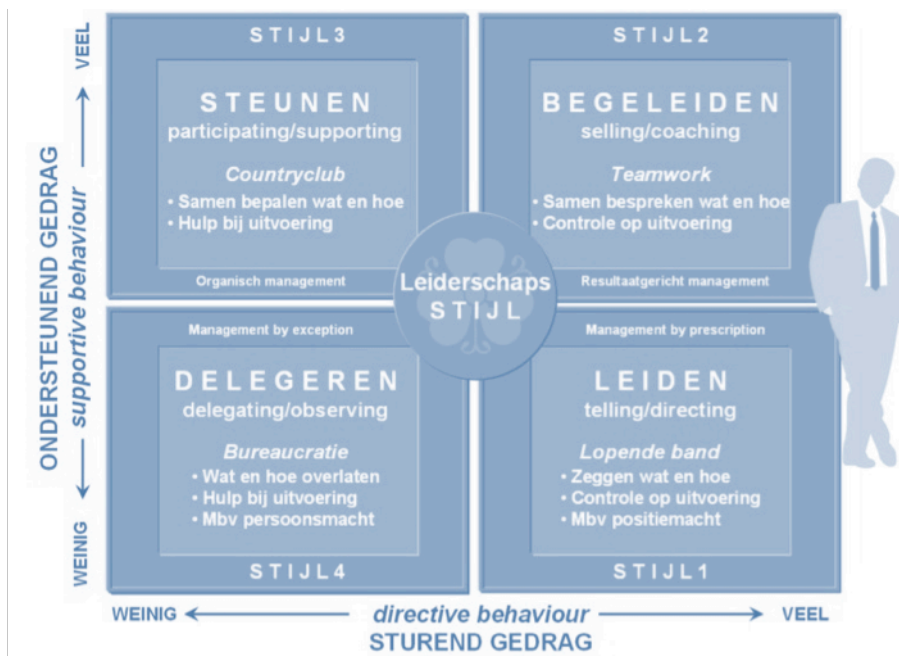 STIJL3
STEUNEN
participating/supporting
Countryclub
• Samen bepalen wat en hoe
• Hulp bij uitvoering
Organisch management
STIJL2
BEGELEIDEN
selling/coaching
Teamwork
• Samen bespreken wat en hoe
• Controle op uitvoering
Resultaatgericht management
Leiderschaps
STIJL
Management by exception
DELEGEREN
delegating/observing
Bureaucratie
• Wat en hoe overlaten
• Hulp bij uitvoering
• Mbv persoonsmacht
STIJL4
Management by prescription
LEIDEN
telling/directing
Lopende band
• Zeggen wat en hoe
• Controle op uitvoering
• Mbv positiemacht
STIJL1
VEEL
ONDERSTEUNEND GEDRAG
supportive behaviour
WEINIG
WEINIG
directive behaviour
VEEL
STUREND GEDRAG